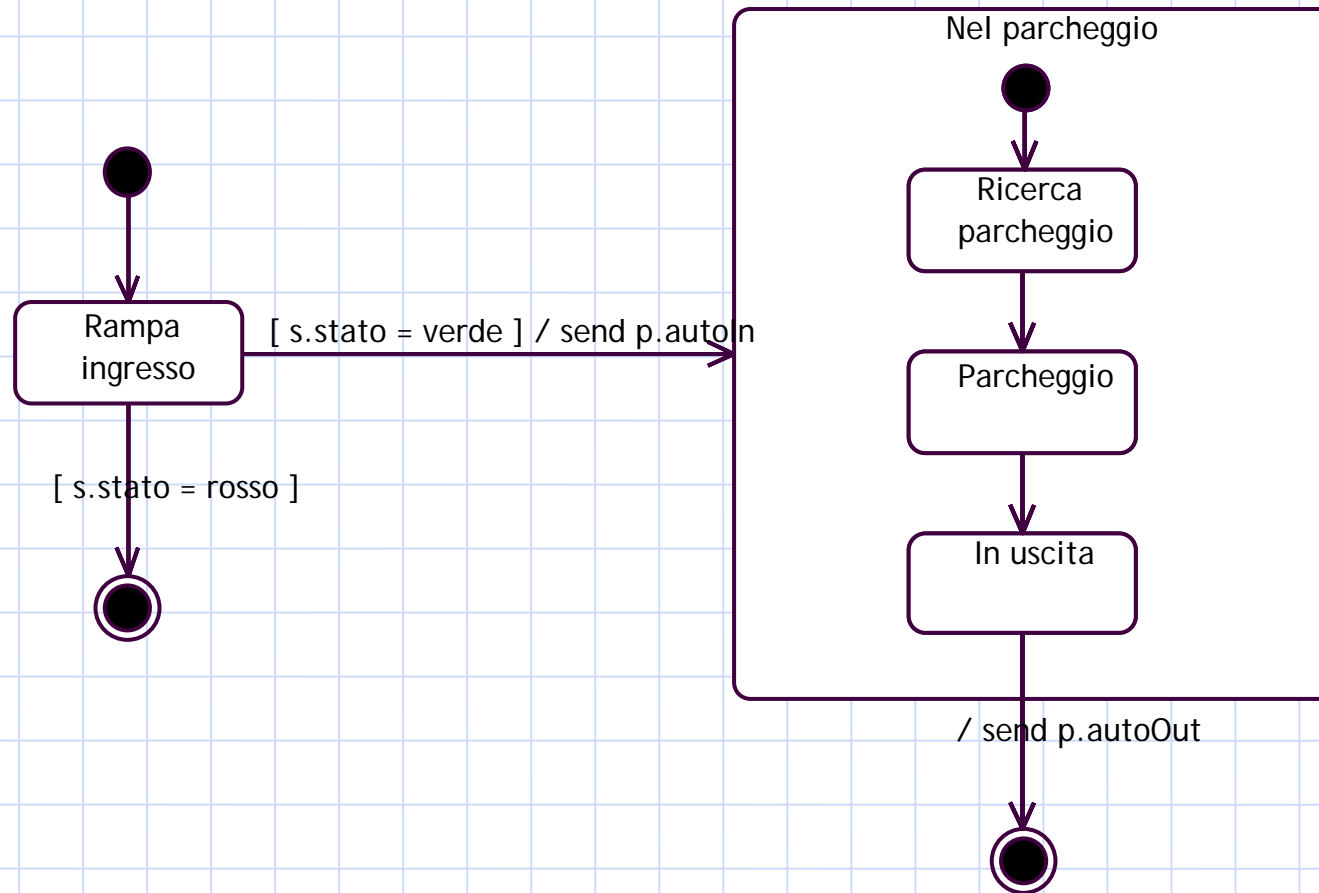 Nel parcheggio
Ricerca
parcheggio
Rampa
ingresso
[ s.stato = verde ] / send p.autoIn
Parcheggio
[ s.stato = rosso ]
In uscita
/ send p.autoOut